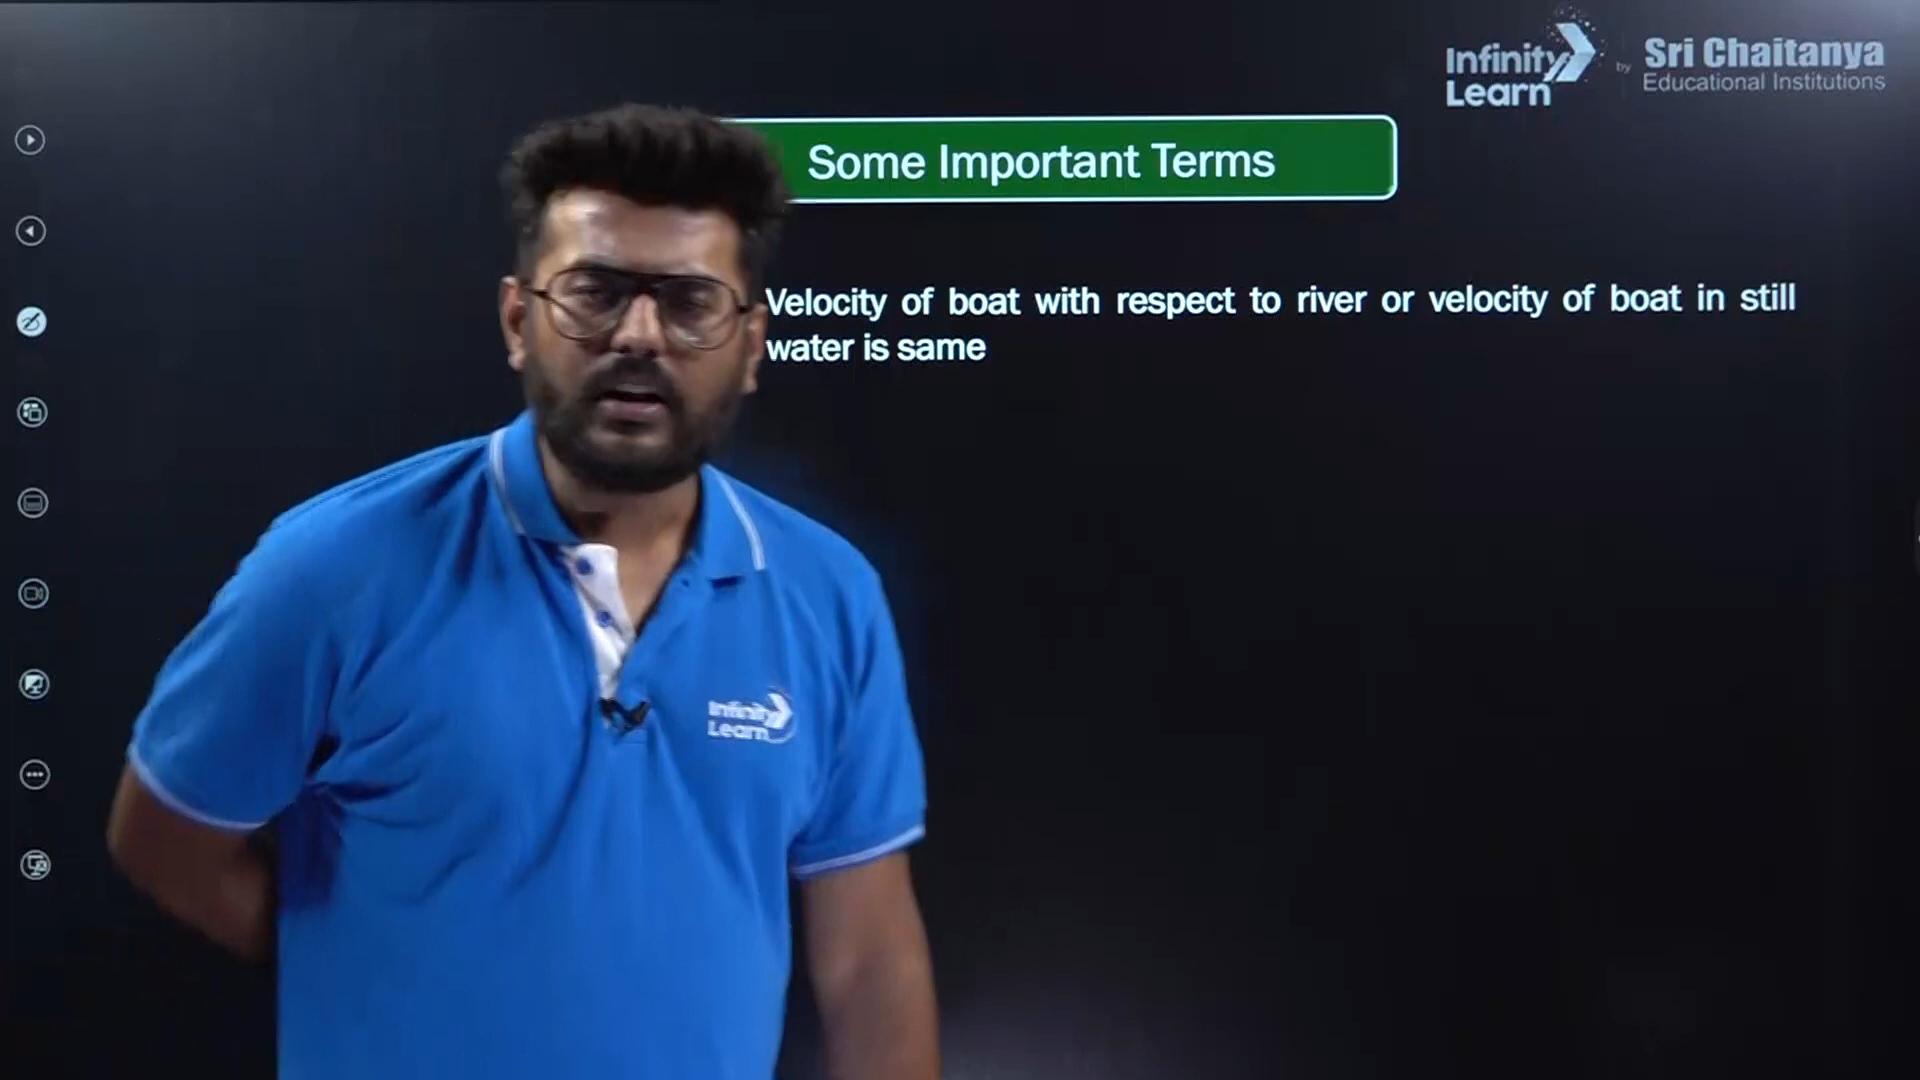 Infinity
Learn
by
Sri Chaitanya
Educational Institutions
Some Important Terms
Velocity of boat with respect to river or velocity of boat in still
water is same
Infinity
Learn